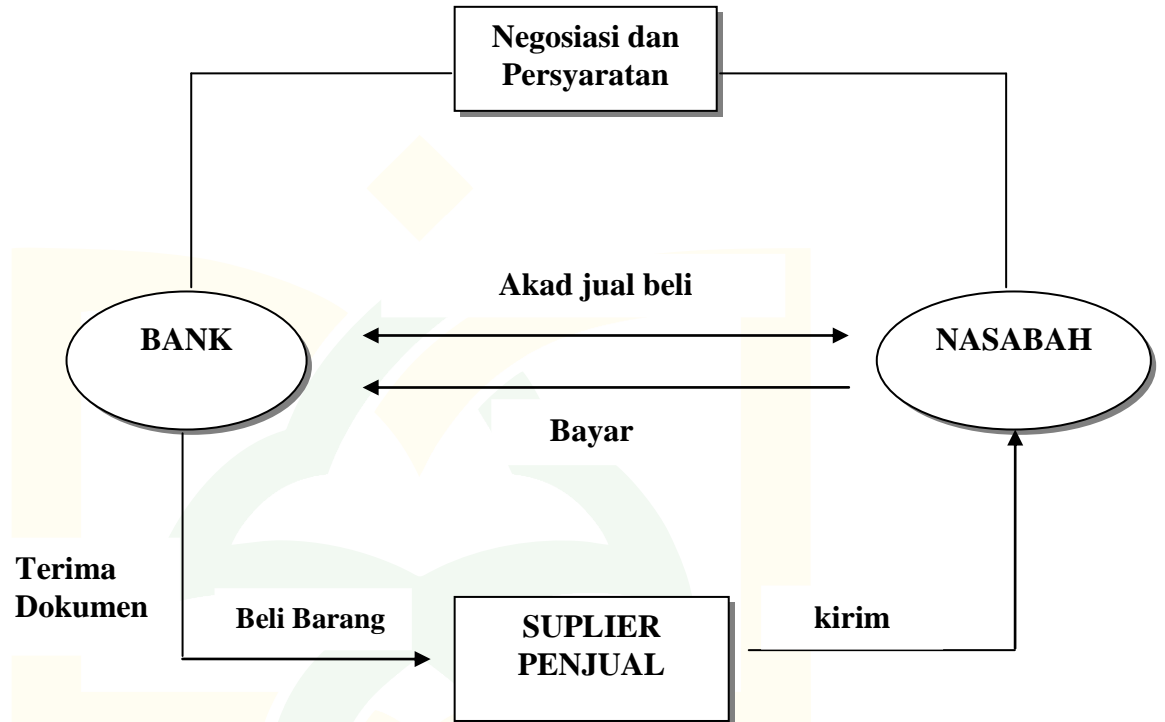 Negosiasi dan
Persyaratan
Akad jual beli
BANK
NASABAH
Bayar
Terima
Dokumen
Beli Barang
SUPLIER
PENJUAL
kirim